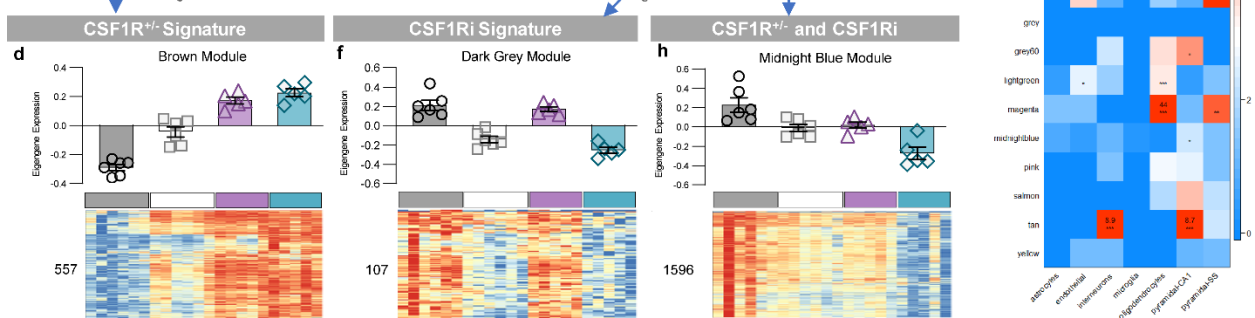 CSF1R+/- Signature
d
Brown Module
Eigengene Expression
0.4
0.2
0.0
-0.2
-0.4
557
CSF1Ri Signature
f
Dark Grey Module
Eigengene Expression
0.6
0.4
0.2
0.0
-0.2
-0.4
-0.6
107
CSF1R+/- and CSF1Ri
h
Midnight Blue Module
Eigengene Expression
0.6
0.4
0.2
0.0
-0.2
-0.4
-0.6
1596
grey
grey60
*
lightgreen
* ***
magenta
44
*** **
midnightblue
*
pink
salmon
tan
5.9 8.7
*** ***
yellow
astrocytes
endothelial
interneurons
microglia
oligodendrocytes
pyramidal-CA1
pyramidal-SS
2
0